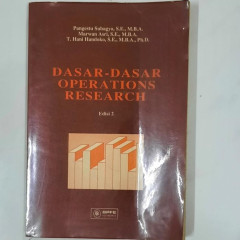 Pangestu Subagyo, S.E., M.B.A.
Marwan Asri, S.E., M.B.A.
T. Hani Handoko, S.E., M.B.A., Ph.D.
DASAR-DASAR
OPERATIONS
RESEARCH
Edisi 2